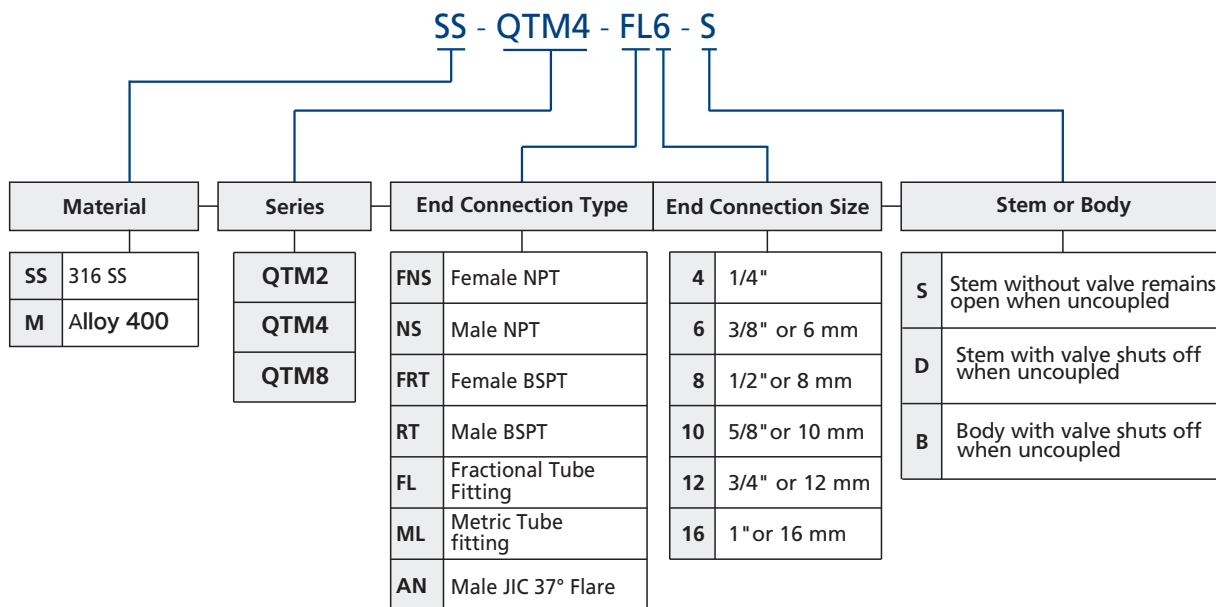 SS - QTM4 - FL6 - S
Material
SS 316 SS
M Alloy 400
Series
QTM2
QTM4
QTM8
End Connection Type
FNS Female NPT
NS Male NPT
FRT Female BSPT
RT Male BSPT
FL Fractional Tube
Fitting
ML Metric Tube
fitting
AN Male JIC 37° Flare
End Connection Size
4 1/4"
6 3/8" or 6 mm
8 1/2"or 8 mm
10 5/8"or 10 mm
12 3/4" or 12 mm
16 1"or 16 mm
Stem or Body
S Stem without valve remains
open when uncoupled
D Stem with valve shuts off
when uncoupled
B Body with valve shuts off
when uncoupled